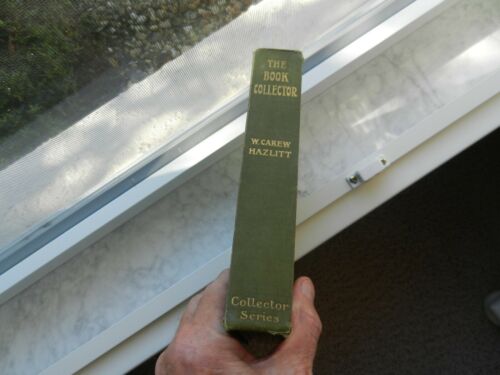 THE
BOOK
COLLECTOR
W. CAREW
HAZLITT
Collector
Series